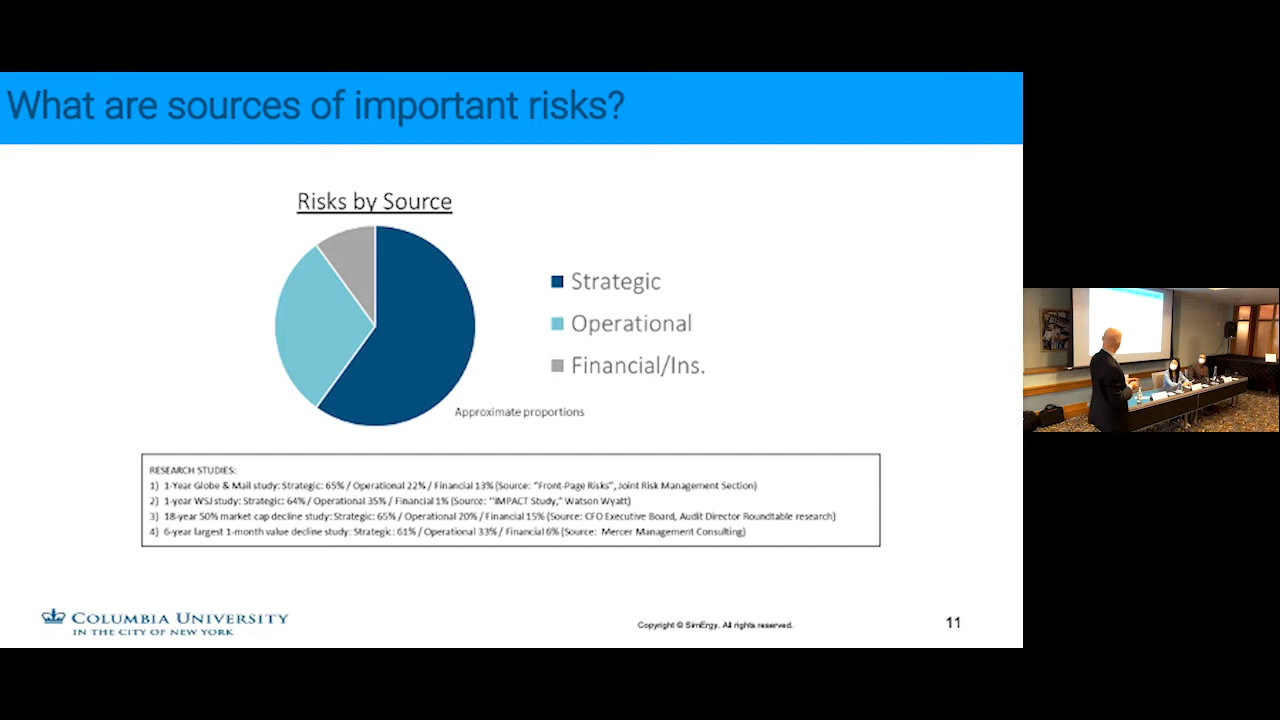 What are sources of important risks?
Risks by Source
Strategic
Operational
Financial/Ins.
Approximate proportions
RESEARCH STUDIES:
1) 1-Year Globe & Mail study: Strategic: 65% / Operational 22% / Financial 13% (Source: "Front-Page Risks", Joint Risk Management Section)
2) 1-year WSJ study: Strategic: 64% / Operational 35% / Financial 1% (Source: "IMPACT Study," Watson Wyatt)
3) 18-year 50% market cap decline study: Strategic: 65% / Operational 20% / Financial 15% (Source: CFO Executive Board, Audit Director Roundtable research)
4) 6-year largest 1-month value decline study: Strategic: 61% / Operational 33% / Financial 6% (Source: Mercer Management Consulting)
COLUMBIA UNIVERSITY
IN THE CITY OF NEW YORK
Copyright © SimErgy. All rights reserved.
11